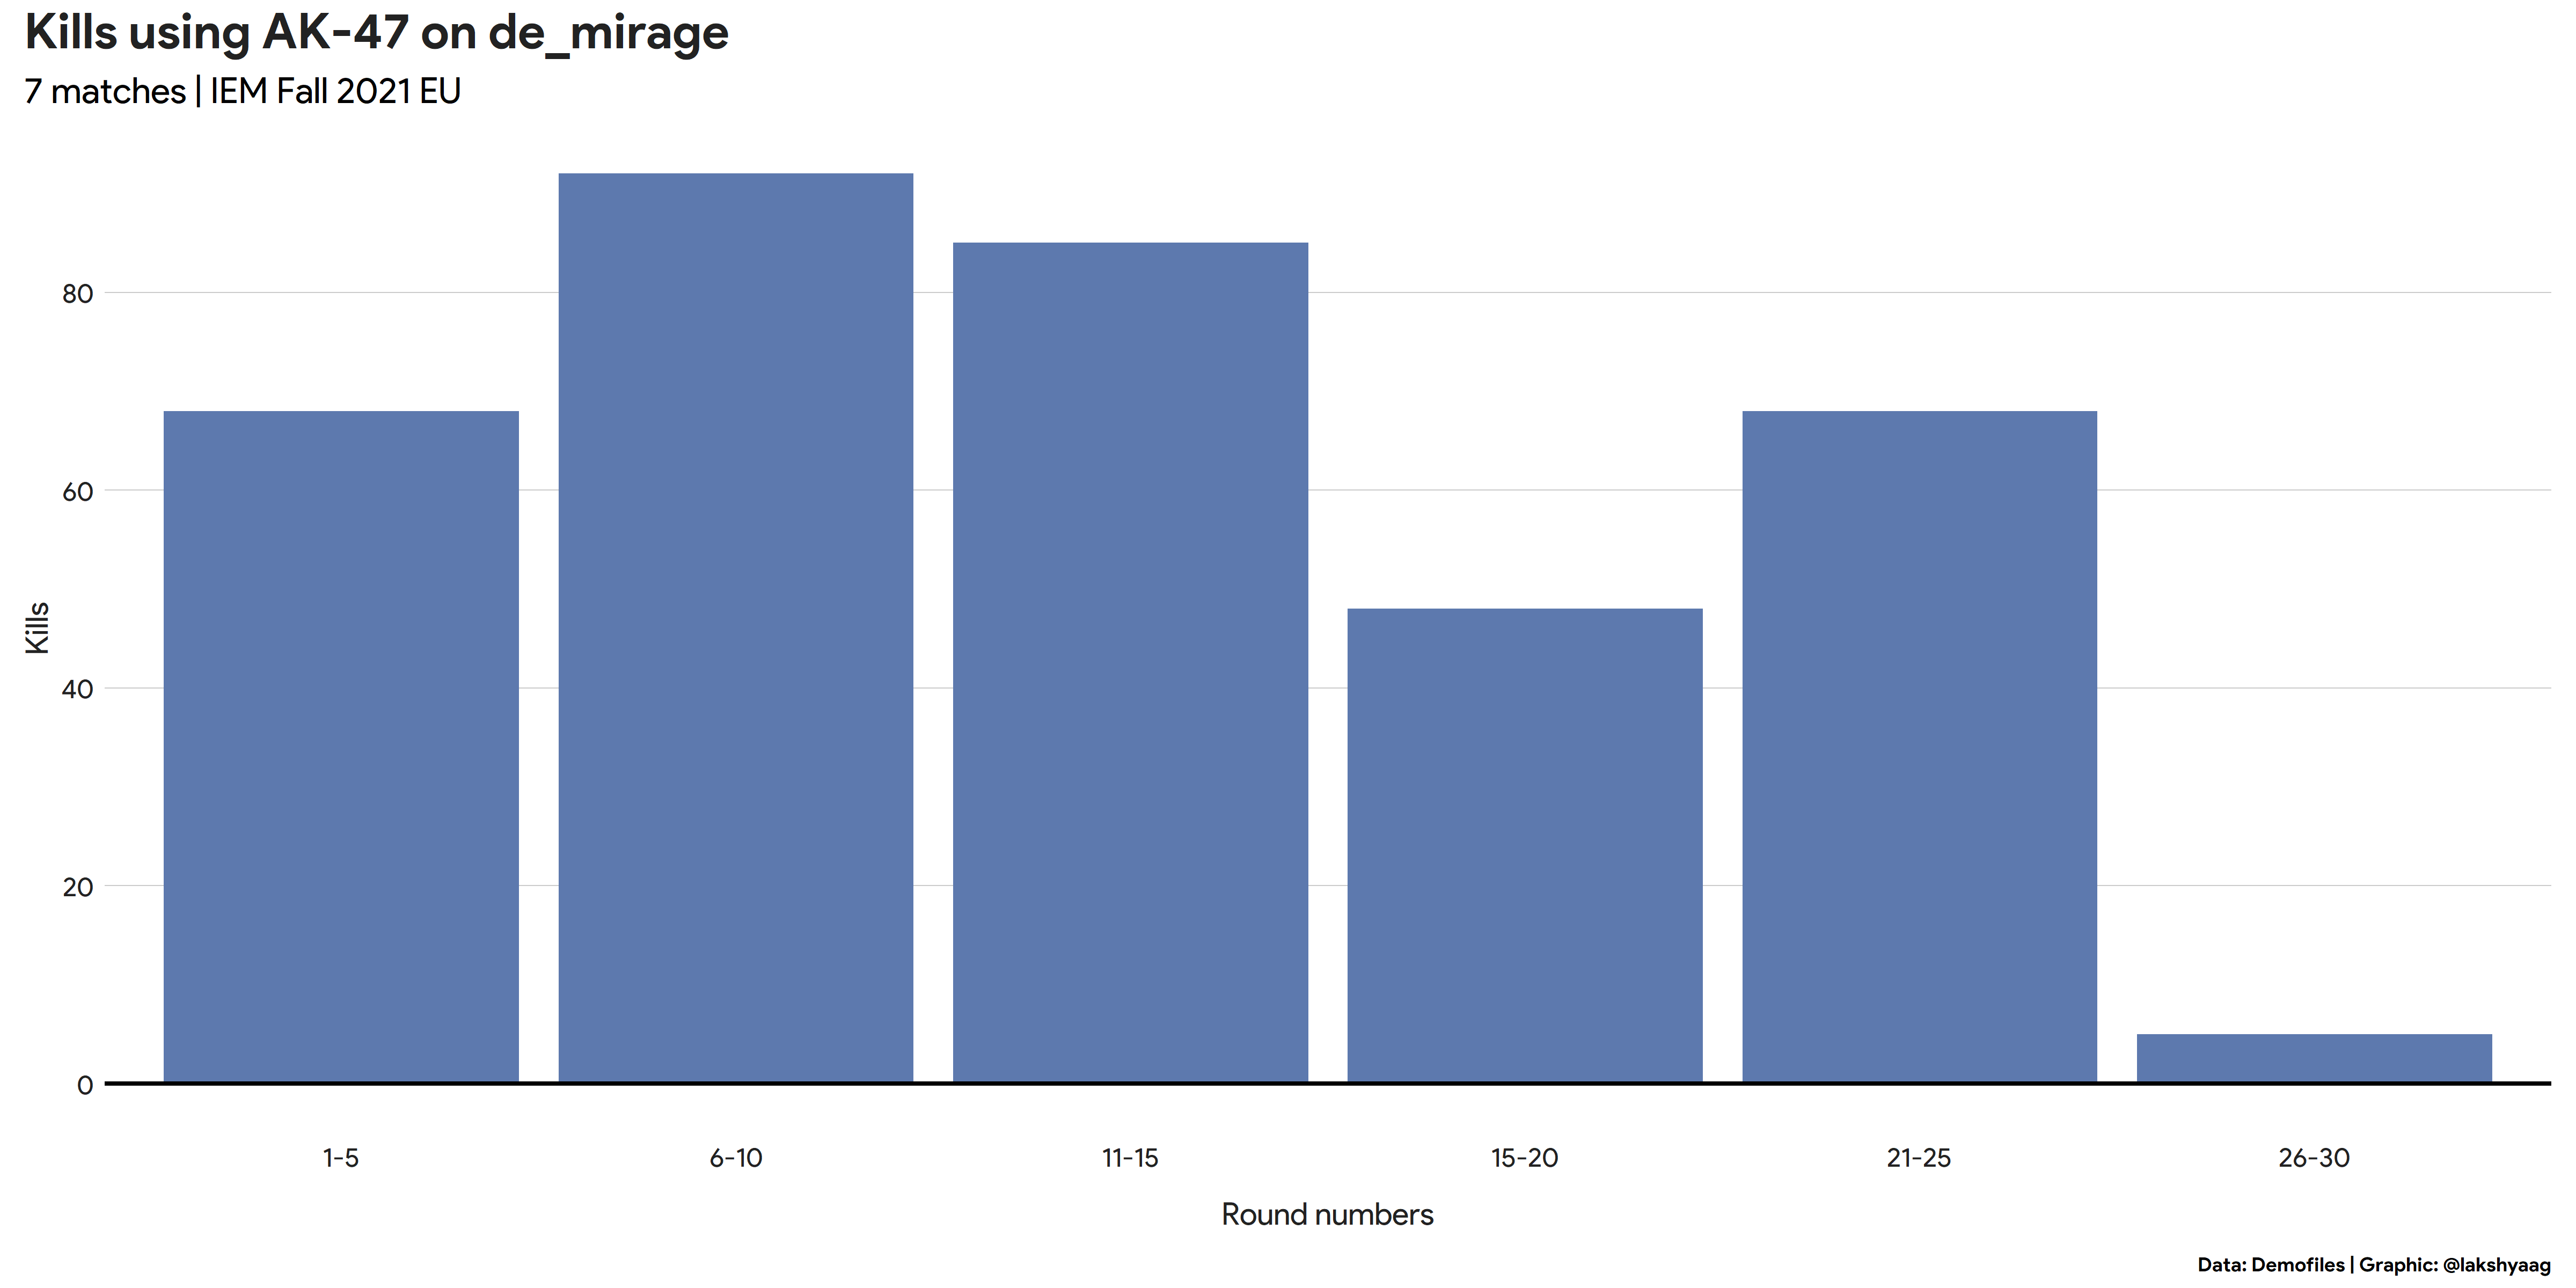 Kills using AK-47 on de_mirage
7 matches | IEM Fall 2021 EU
80
60
40
20
0
Kills
1-5
6-10
11-15
15-20
21-25
26-30
Round numbers
Data: Demofiles | Graphic: @lakshyaag